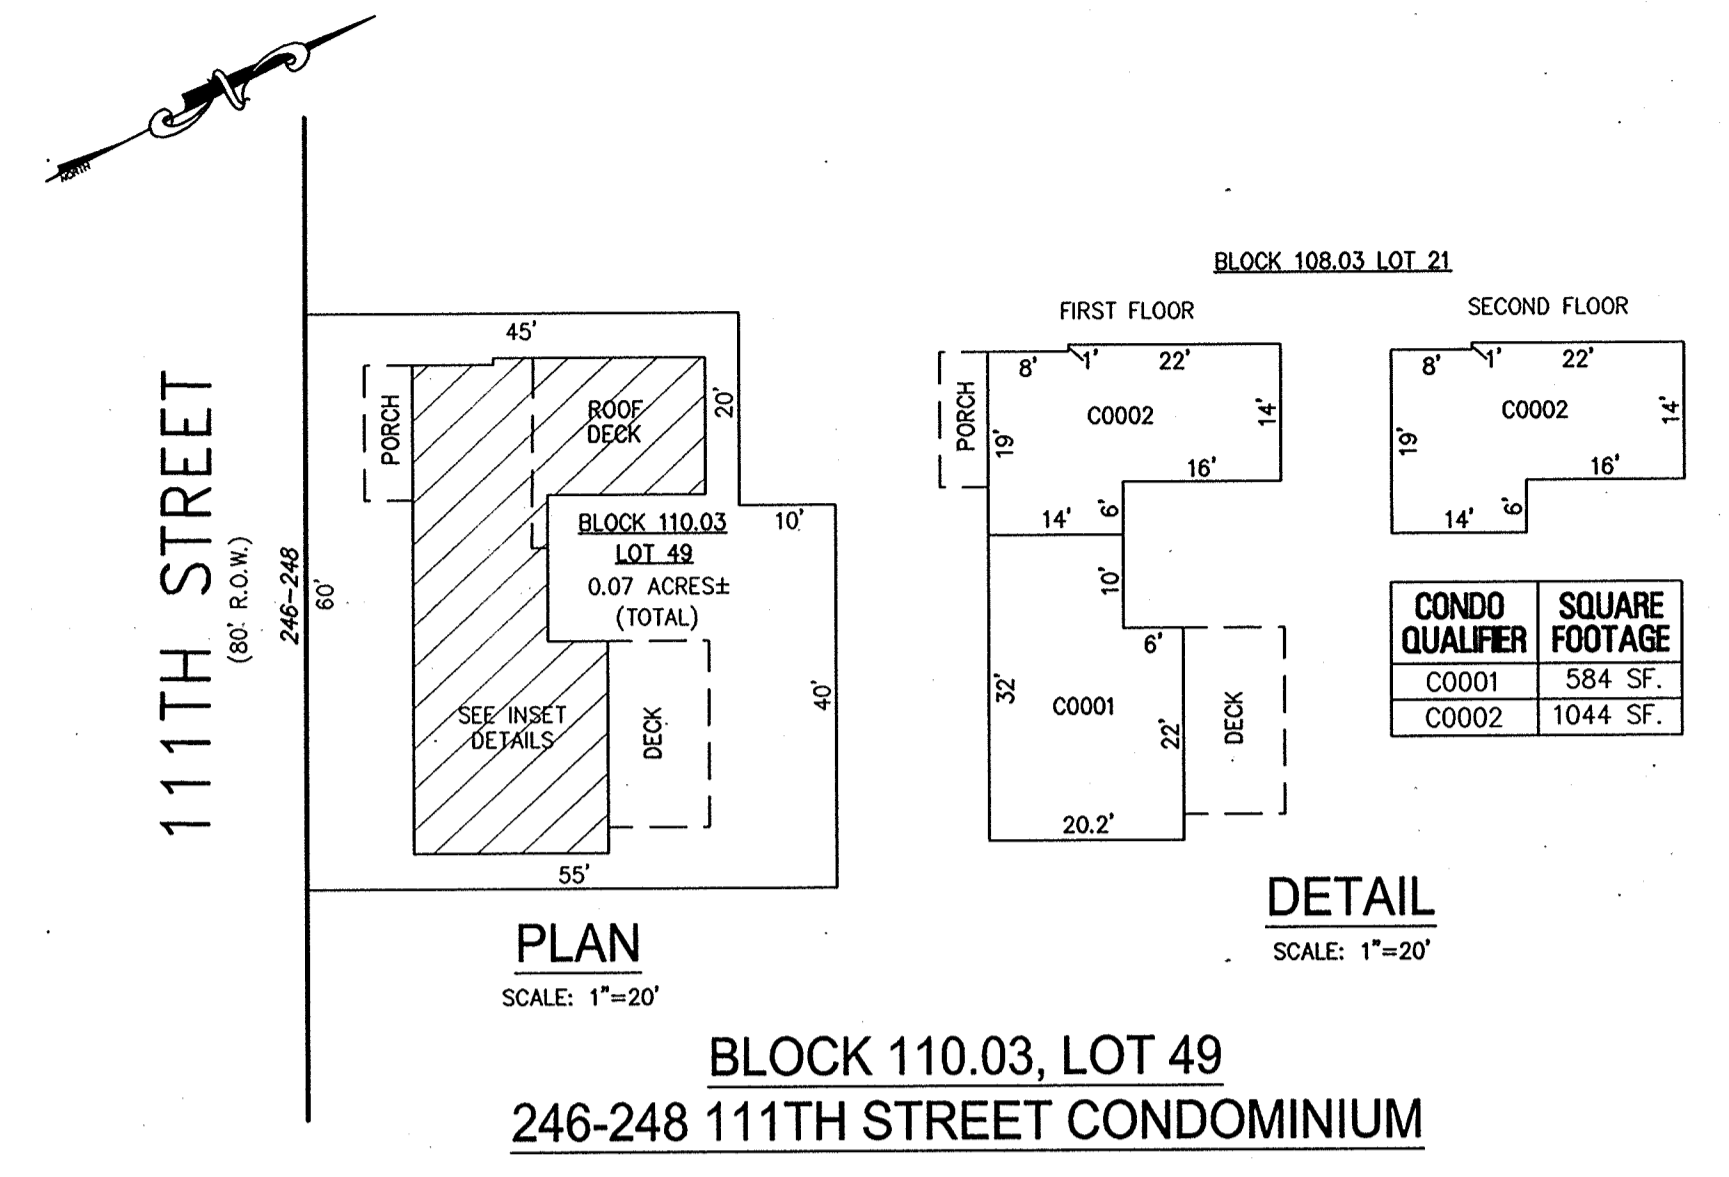 NORTH
111TH STREET
(80' R.O.W.)
246-248
60'
45'
20'
10'
40'
55'
PORCH
ROOF
DECK
BLOCK 110.03
LOT 49
0.07 ACRES±
(TOTAL)
SEE INSET
DETAILS
DECK
PLAN
SCALE: 1"=20'
BLOCK 108.03 LOT 21
FIRST FLOOR
PORCH
8'
1'
22'
19'
C0002
14'
16'
14'
6'
10'
6'
32'
C0001
22'
DECK
20.2'
SECOND FLOOR
8'
1'
22'
19'
C0002
14'
16'
14'
6'
CONDO QUALIFIER SQUARE FOOTAGE
C0001 584 SF.
C0002 1044 SF.
DETAIL
SCALE: 1"=20'
BLOCK 110.03, LOT 49
246-248 111TH STREET CONDOMINIUM